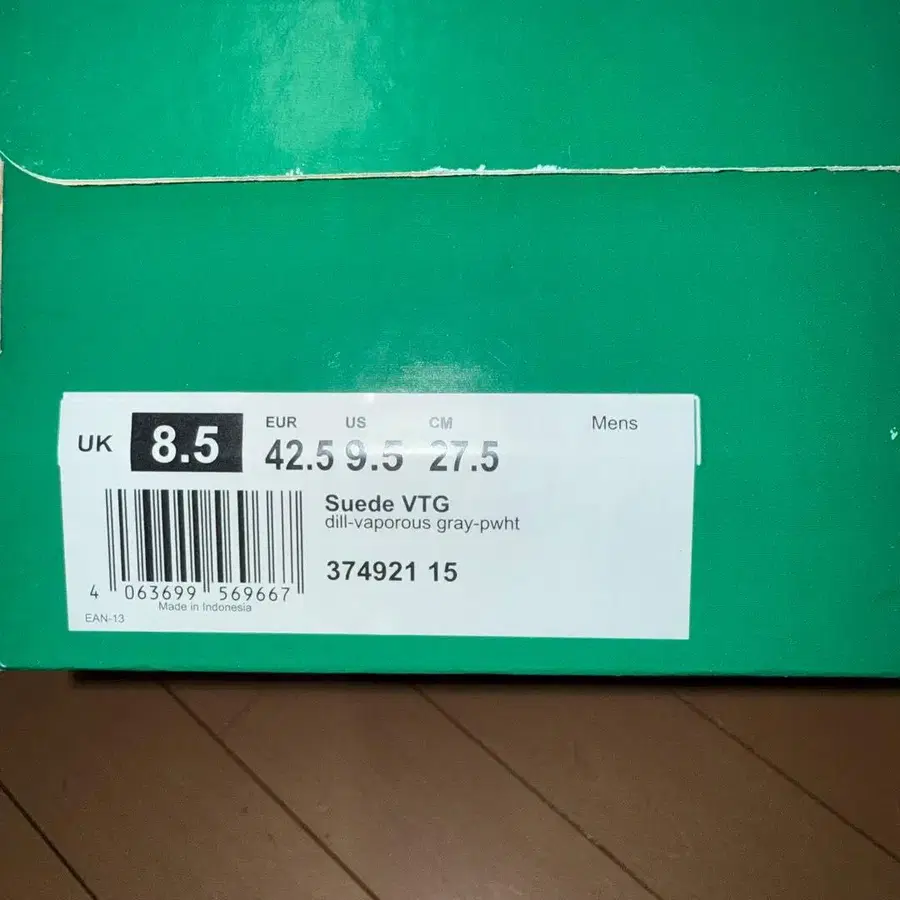 UK 8.5 EUR 42.5 US 9.5 CM 27.5 Mens
Suede VTG
dill-vaporous gray-pwht
374921 15
4 063699 569667
Made in Indonesia
EAN-13